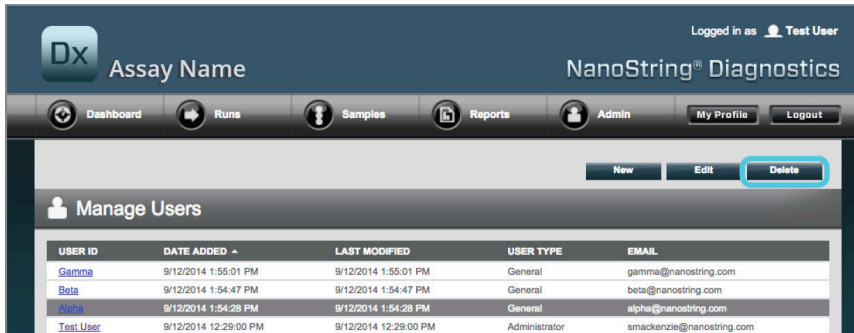 Logged in as Test User
Dx Assay Name NanoString® Diagnostics
Dashboard Runs Samples Reports Admin My Profile Logout
New Edit Delete
Manage Users
USER ID DATE ADDED LAST MODIFIED USER TYPE EMAIL
Gamma 9/12/2014 1:55:01 PM 9/12/2014 1:55:01 PM General gamma@nanostring.com
Beta 9/12/2014 1:54:47 PM 9/12/2014 1:54:47 PM General beta@nanostring.com
Alpha 9/12/2014 1:54:28 PM 9/12/2014 1:54:28 PM General alpha@nanostring.com
Test User 9/12/2014 12:29:00 PM 9/12/2014 12:29:00 PM Administrator smackenzie@nanostring.com